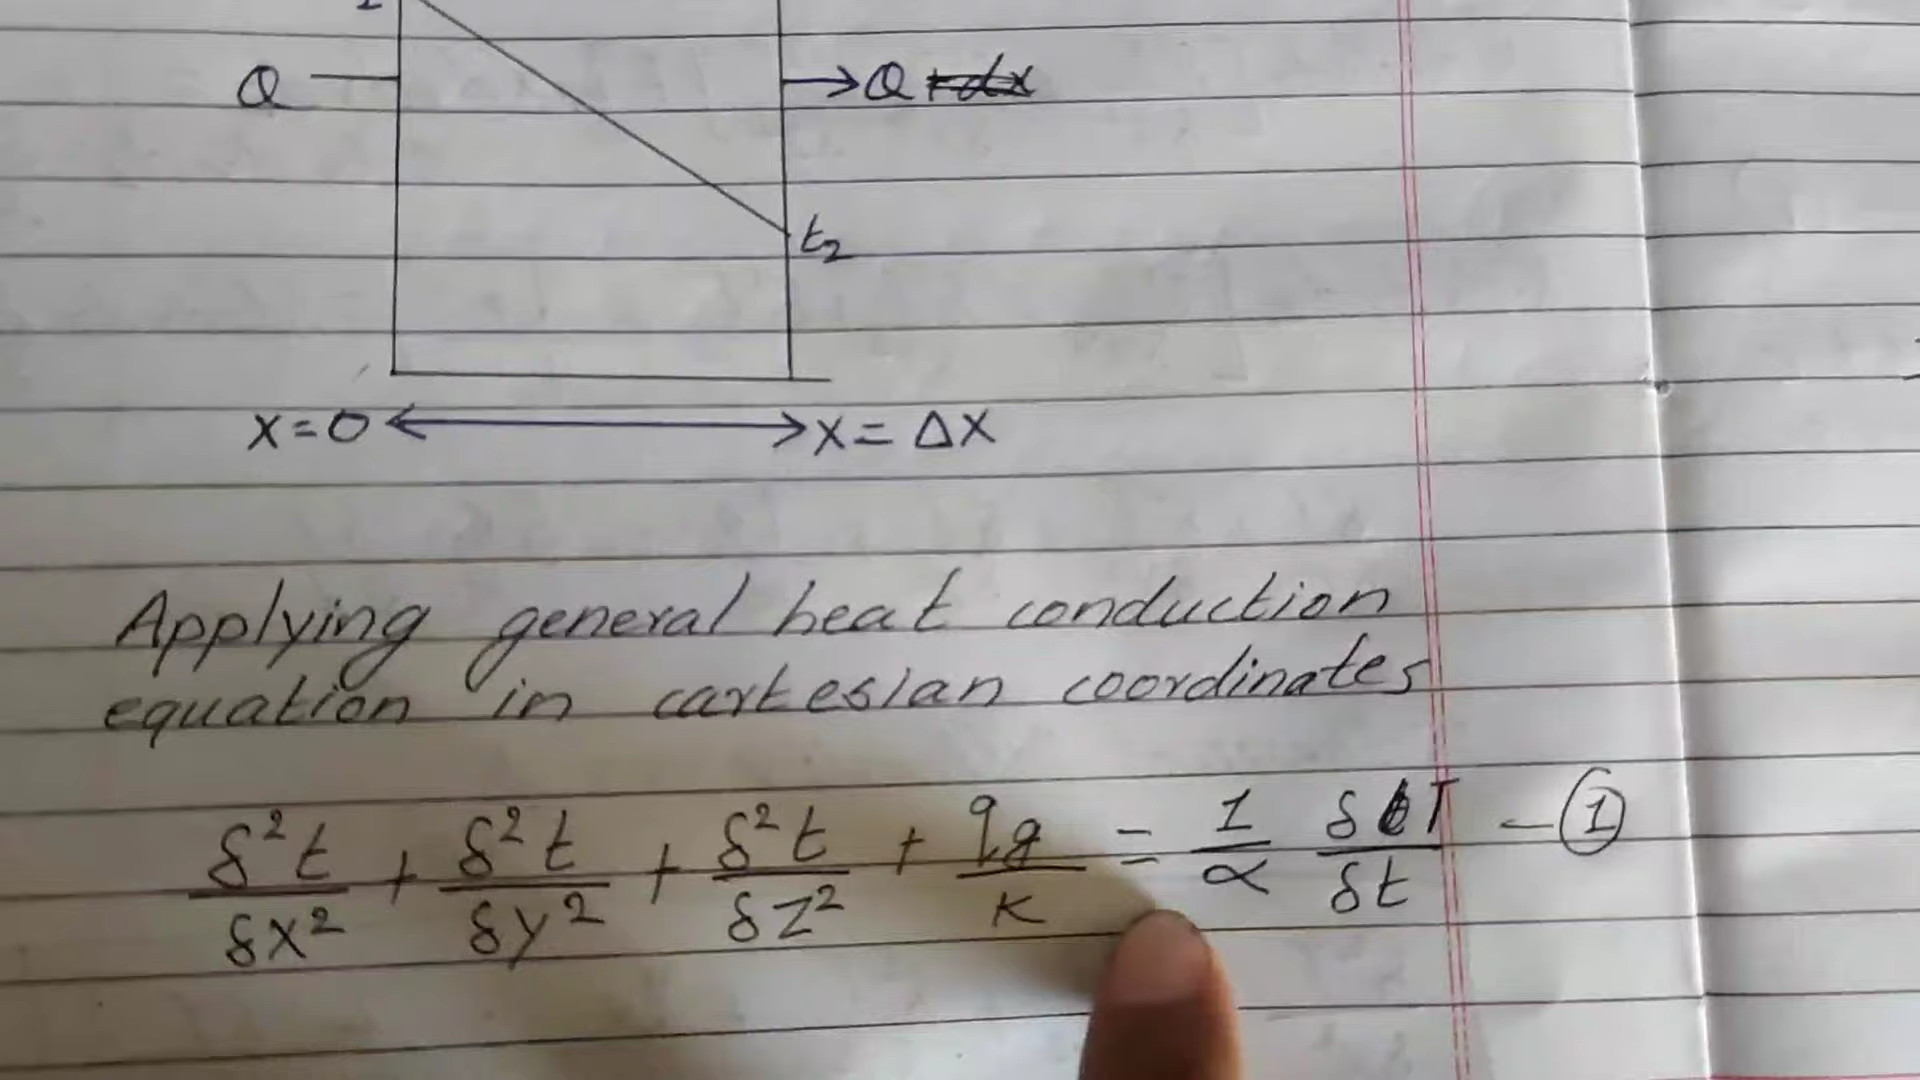 Q Q
t₂
x=0 x= Δx
Applying general heat conduction
equation in cartesian coordinates
δ²t/δx² + δ²t/δy² + δ²t/δz² + qg/k = 1/α δT/δt - ①